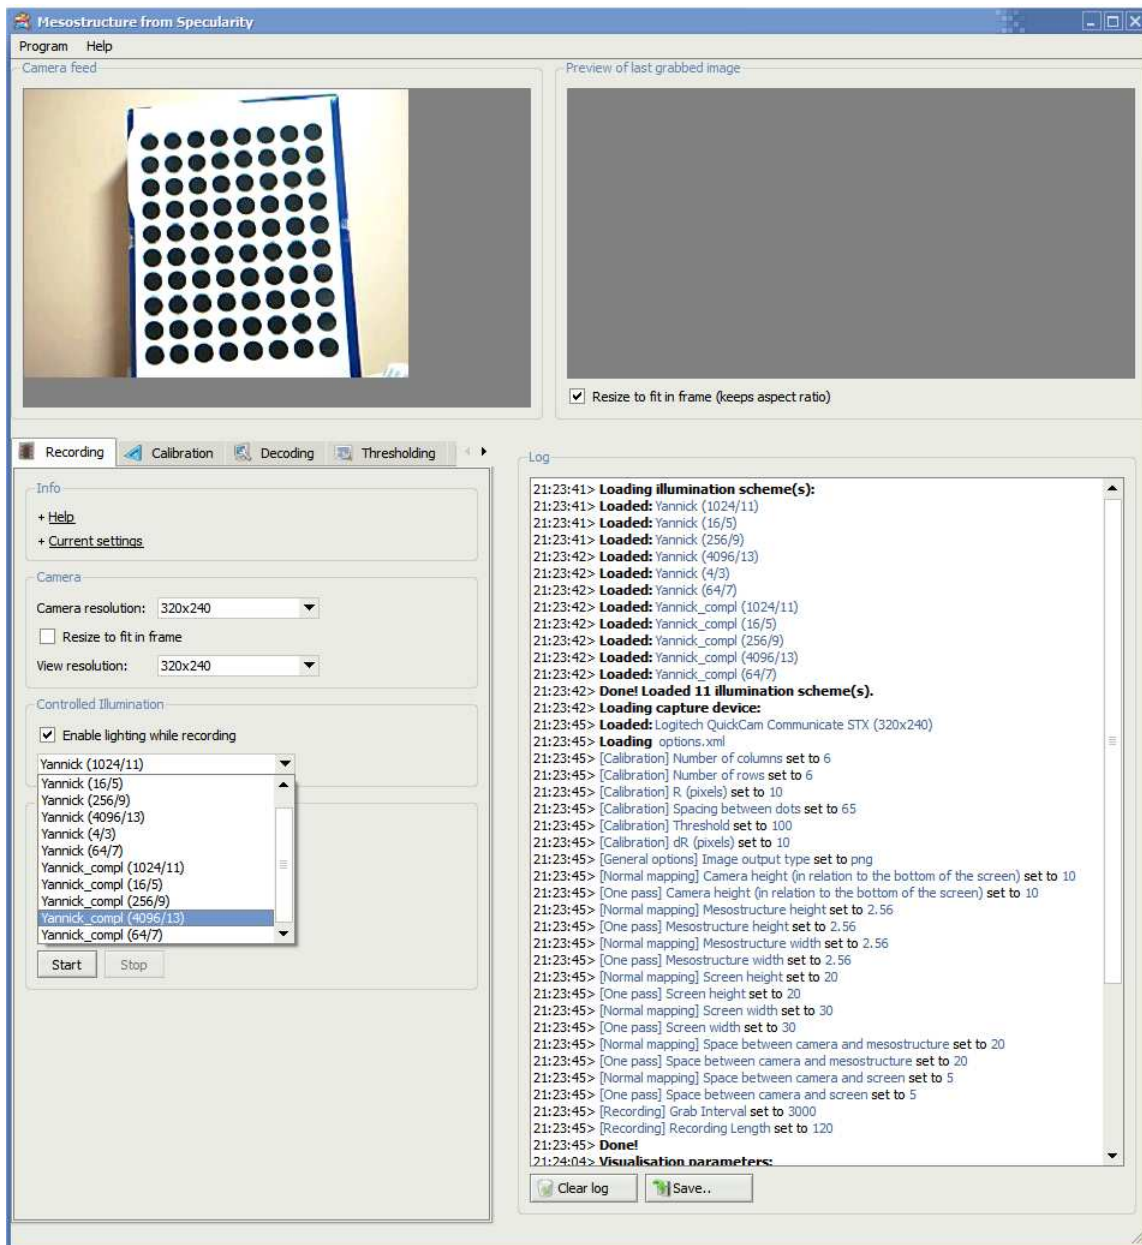 Mesostructure from Specularity
Program Help
Camera feed
Preview of last grabbed image
Resize to fit in frame (keeps aspect ratio)
Recording Calibration Decoding Thresholding
Info
+ Help
+ Current settings
Camera
Camera resolution: 320x240
Resize to fit in frame
View resolution: 320x240
Controlled Illumination
Enable lighting while recording
Yannick (1024/11)
Yannick (16/5)
Yannick (256/9)
Yannick (4096/13)
Yannick (4/3)
Yannick (64/7)
Yannick_compl (1024/11)
Yannick_compl (16/5)
Yannick_compl (256/9)
Yannick_compl (4096/13)
Yannick_compl (64/7)
Start Stop
Log
21:23:41> Loading illumination scheme(s):
21:23:41> Loaded: Yannick (1024/11)
21:23:41> Loaded: Yannick (16/5)
21:23:41> Loaded: Yannick (256/9)
21:23:42> Loaded: Yannick (4096/13)
21:23:42> Loaded: Yannick (4/3)
21:23:42> Loaded: Yannick (64/7)
21:23:42> Loaded: Yannick_compl (1024/11)
21:23:42> Loaded: Yannick_compl (16/5)
21:23:42> Loaded: Yannick_compl (256/9)
21:23:42> Loaded: Yannick_compl (4096/13)
21:23:42> Loaded: Yannick_compl (64/7)
21:23:42> Done! Loaded 11 illumination scheme(s).
21:23:42> Loading capture device:
21:23:45> Loaded: Logitech QuickCam Communicate STX (320x240)
21:23:45> Loading options.xml
21:23:45> [Calibration] Number of columns set to 6
21:23:45> [Calibration] Number of rows set to 6
21:23:45> [Calibration] R (pixels) set to 10
21:23:45> [Calibration] Spacing between dots set to 65
21:23:45> [Calibration] Threshold set to 100
21:23:45> [Calibration] dR (pixels) set to 10
21:23:45> [General options] Image output type set to png
21:23:45> [Normal mapping] Camera height (in relation to the bottom of the screen) set to 10
21:23:45> [One pass] Camera height (in relation to the bottom of the screen) set to 10
21:23:45> [Normal mapping] Mesostructure height set to 2.56
21:23:45> [One pass] Mesostructure height set to 2.56
21:23:45> [Normal mapping] Mesostructure width set to 2.56
21:23:45> [One pass] Mesostructure width set to 2.56
21:23:45> [Normal mapping] Screen height set to 20
21:23:45> [One pass] Screen height set to 20
21:23:45> [Normal mapping] Screen width set to 30
21:23:45> [One pass] Screen width set to 30
21:23:45> [Normal mapping] Space between camera and mesostructure set to 20
21:23:45> [One pass] Space between camera and mesostructure set to 20
21:23:45> [Normal mapping] Space between camera and screen set to 5
21:23:45> [One pass] Space between camera and screen set to 5
21:23:45> [Recording] Grab Interval set to 3000
21:23:45> [Recording] Recording Length set to 120
21:23:45> Done!
21:24:04> Visualisation parameters:
Clear log Save..